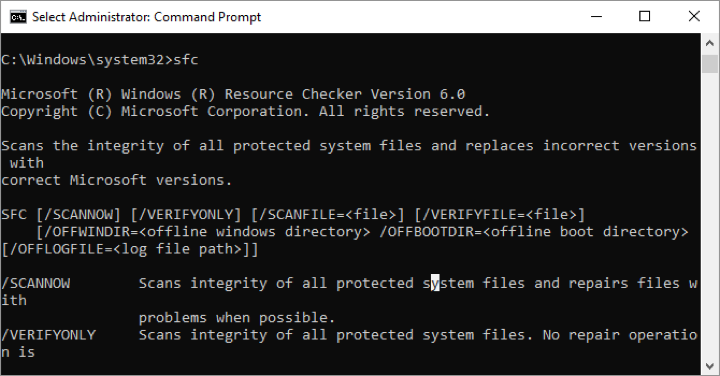 Select Administrator: Command Prompt
C:\Windows\system32>sfc
Microsoft (R) Windows (R) Resource Checker Version 6.0
Copyright (C) Microsoft Corporation. All rights reserved.
Scans the integrity of all protected system files and replaces incorrect versions
with
correct Microsoft versions.
SFC [/SCANNOW] [/VERIFYONLY] [/SCANFILE=<file>] [/VERIFYFILE=<file>]
[/OFFWINDIR=<offline windows directory> /OFFBOOTDIR=<offline boot directory>
[/OFFLOGFILE=<log file path>]]
/SCANNOW Scans integrity of all protected system files and repairs files w
ith
problems when possible.
/VERIFYONLY Scans integrity of all protected system files. No repair operatio
n is